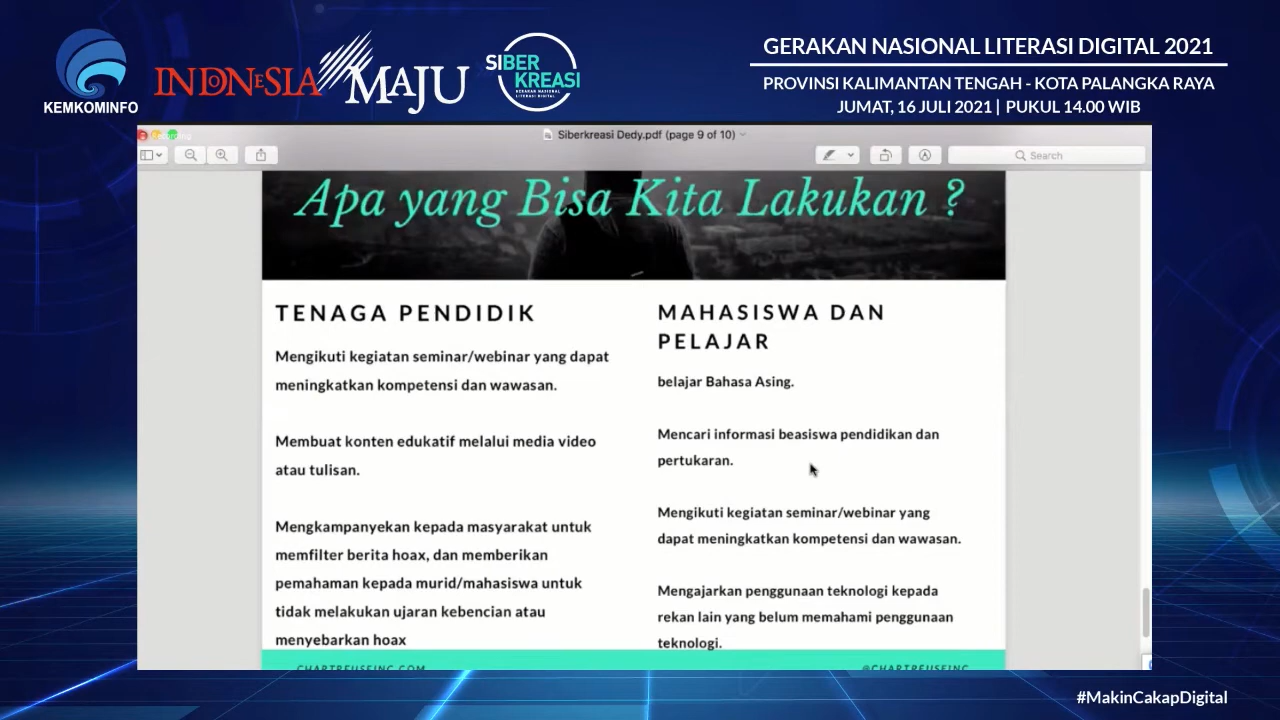 KEMKOMINFO
INDONESIA MAJU
SIBER
KREASI
GERAKAN NASIONAL LITERASI DIGITAL 2021
PROVINSI KALIMANTAN TENGAH - KOTA PALANGKA RAYA
JUMAT, 16 JULI 2021 | PUKUL 14.00 WIB
Siberkreasi Dedy.pdf (page 9 of 10)
Search
Apa yang Bisa Kita Lakukan ?
TENAGA PENDIDIK
Mengikuti kegiatan seminar/webinar yang dapat
meningkatkan kompetensi dan wawasan.
Membuat konten edukatif melalui media video
atau tulisan.
Mengkampanyekan kepada masyarakat untuk
memfilter berita hoax, dan memberikan
pemahaman kepada murid/mahasiswa untuk
tidak melakukan ujaran kebencian atau
menyebarkan hoax
MAHASISWA DAN
PELAJAR
belajar Bahasa Asing.
Mencari informasi beasiswa pendidikan dan
pertukaran.
Mengikuti kegiatan seminar/webinar yang
dapat meningkatkan kompetensi dan wawasan.
Mengajarkan penggunaan teknologi kepada
rekan lain yang belum memahami penggunaan
teknologi.
#MakinCakapDigital